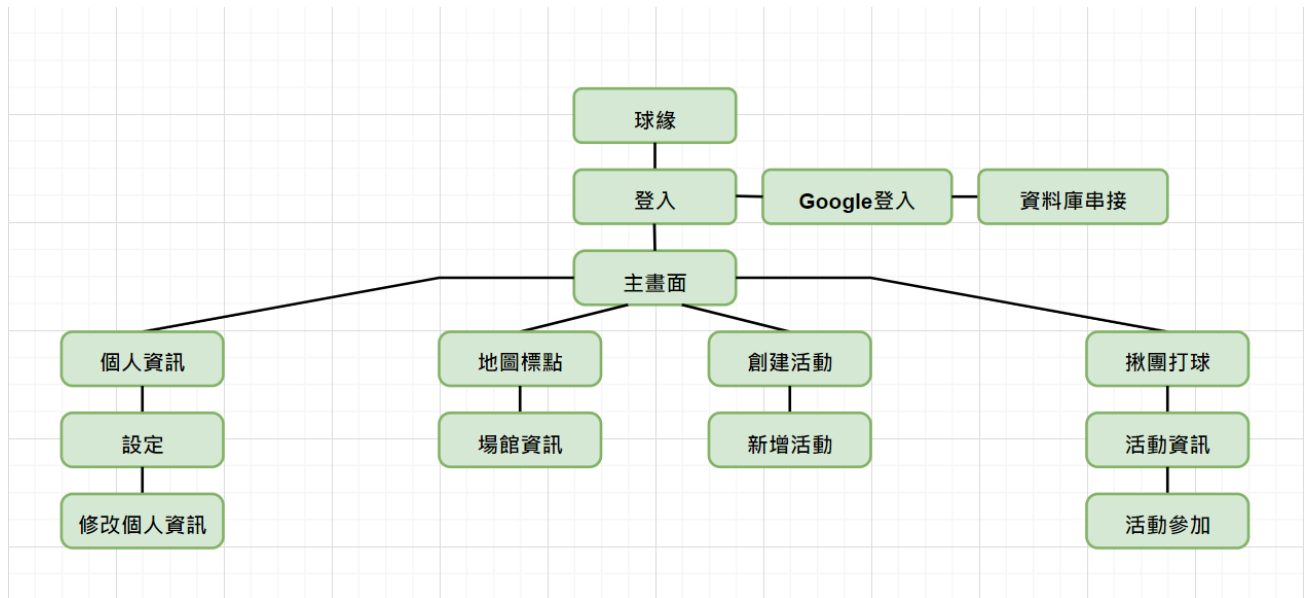 球緣
登入
Google登入
資料庫串接
主畫面
個人資訊
地圖標點
創建活動
揪團打球
設定
場館資訊
新增活動
活動資訊
修改個人資訊
活動參加